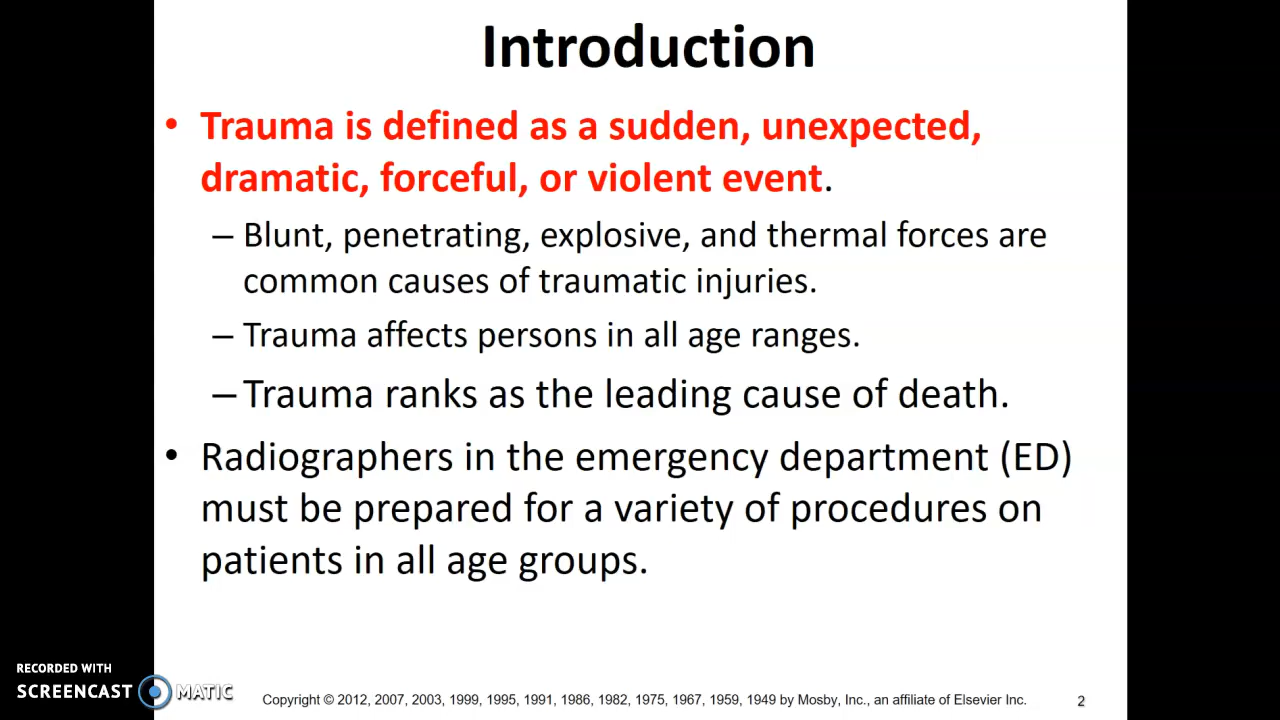 Introduction
• Trauma is defined as a sudden, unexpected,
dramatic, forceful, or violent event.
– Blunt, penetrating, explosive, and thermal forces are
common causes of traumatic injuries.
– Trauma affects persons in all age ranges.
– Trauma ranks as the leading cause of death.
• Radiographers in the emergency department (ED)
must be prepared for a variety of procedures on
patients in all age groups.
RECORDED WITH
SCREENCAST MATIC
Copyright © 2012, 2007, 2003, 1999, 1995, 1991, 1986, 1982, 1975, 1967, 1959, 1949 by Mosby, Inc., an affiliate of Elsevier Inc.
2